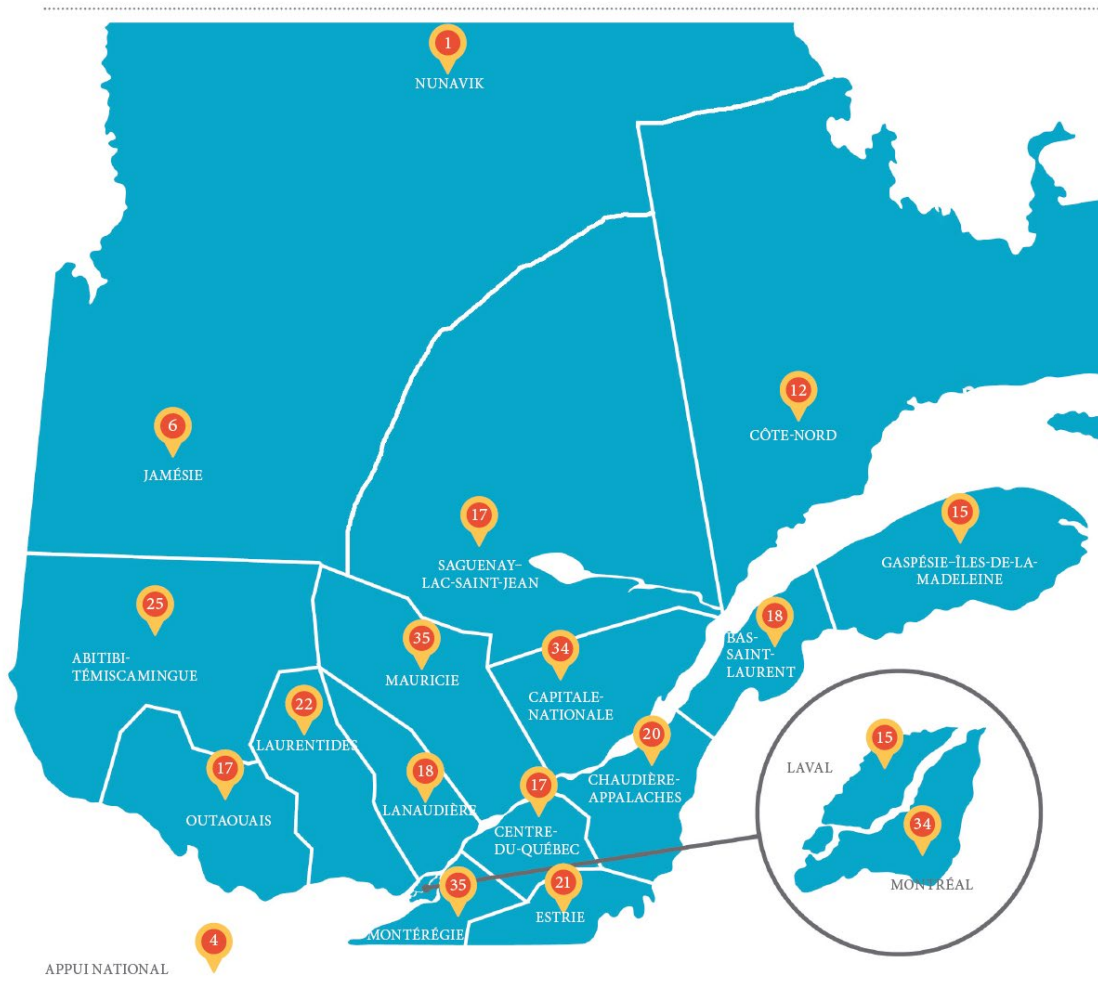 1
NUNAVIK
12
CÔTE-NORD
6
JAMÉSIE
17
SAGUENAY–
LAC-SAINT-JEAN
15
GASPÉSIE–ÎLES-DE-LA-
MADELEINE
25
ABITIBI-
TÉMISCAMINGUE
35
MAURICIE
34
CAPITALE-
NATIONALE
18
BAS-
SAINT-
LAURENT
22
LAURENTIDES
20
CHAUDIÈRE-
APPALACHES
17
OUTAOUAIS
18
LANAUDIÈRE
17
CENTRE-
DU-QUÉBEC
15
LAVAL
34
MONTRÉAL
35
MONTÉRÉGIE
21
ESTRIE
4
APPUI NATIONAL